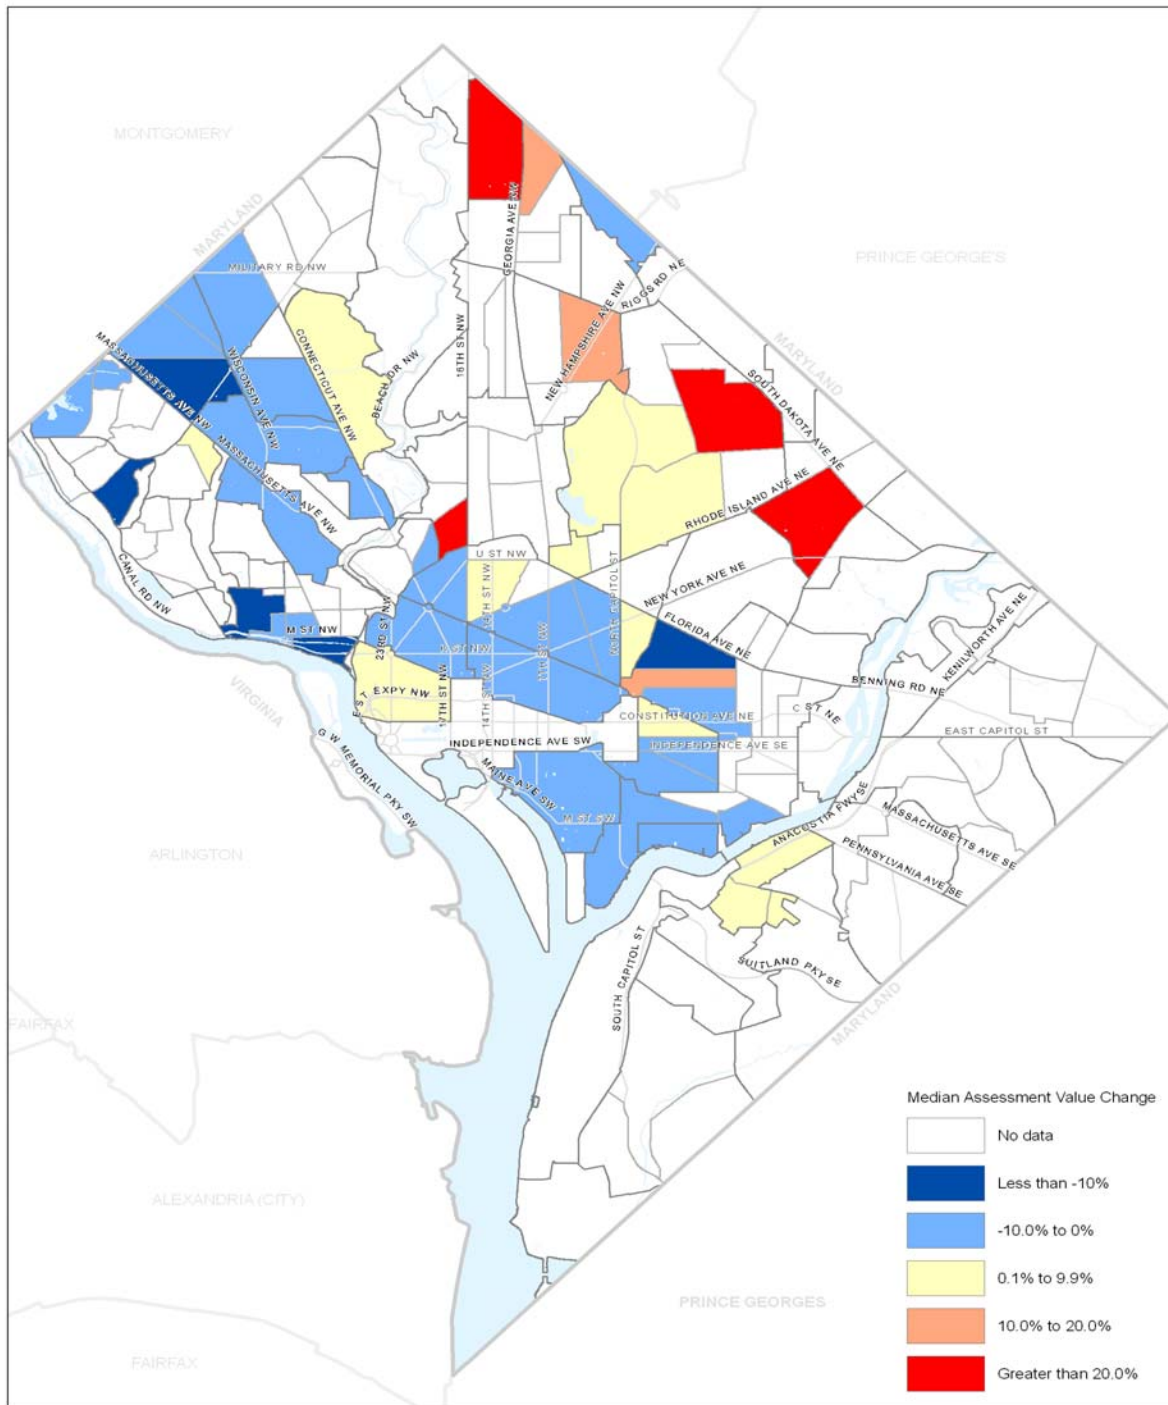 MONTGOMERY
MARYLAND
PRINCE GEORGE'S
MILITARY RD NW
GEORGIA AVE NW
RIGGS RD NE
NEW HAMPSHIRE AVE NW
16TH ST NW
MARYLAND
MASSACHUSETTS AVE NW
WISCONSIN AVE NW
CONNECTICUT AVE NW
BEACH DR NW
SOUTH DAKOTA AVE NE
MASSACHUSETTS AVE NW
RHODE ISLAND AVE NE
CANAL RD NW
U ST NW
14TH ST NW
NORTH CAPITOL ST
NEW YORK AVE NE
FLORIDA AVE NE
KENILWORTH AVE NE
M ST NW
23RD ST NW
K ST NW
11TH ST NW
BENNING RD NE
VIRGINIA
E ST
EXPY NW
17TH ST NW
14TH ST NW
CONSTITUTION AVE NE
C ST NE
INDEPENDENCE AVE SW
INDEPENDENCE AVE SE
EAST CAPITOL ST
G W MEMORIAL PKY SW
MAINE AVE SW
M ST SW
ANACOSTIA FWY SE
MASSACHUSETTS AVE SE
PENNSYLVANIA AVE SE
ARLINGTON
SOUTH CAPITOL ST
SUITLAND PKY SE
MARYLAND
FAIRFAX
ALEXANDRIA (CITY)
PRINCE GEORGES
FAIRFAX
Median Assessment Value Change
No data
Less than -10%
-10.0% to 0%
0.1% to 9.9%
10.0% to 20.0%
Greater than 20.0%